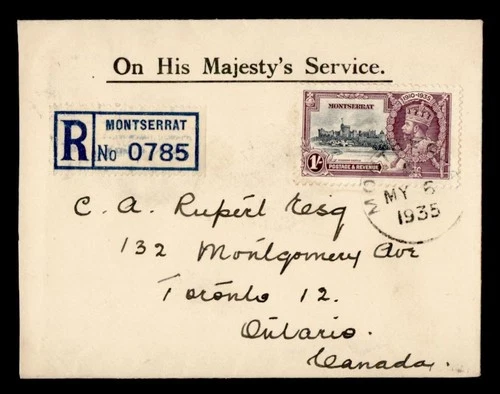 On His Majesty's Service.
R
MONTSERRAT
No 0785
1910-1935
MONTSERRAT
1/-
POSTAGE & REVENUE
MY 6
1935
C. A. Rupert Esq
132 Montgomery Ave
Toronto 12.
Ontario.
Canada.